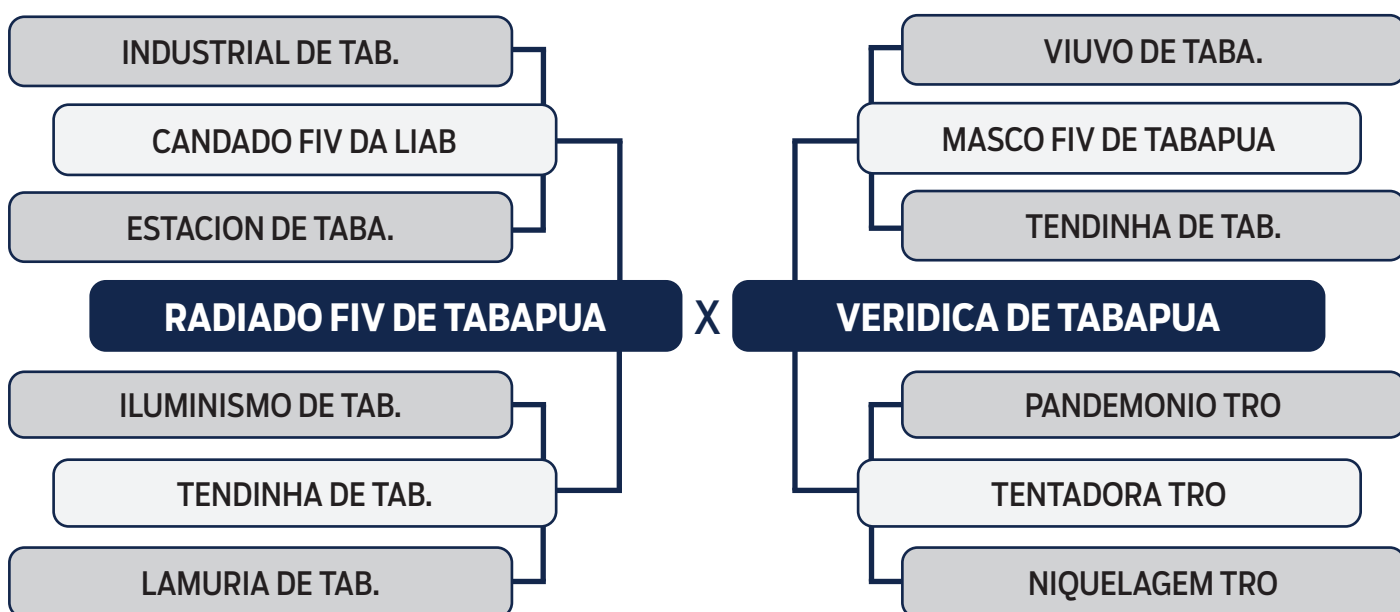 INDUSTRIAL DE TAB.
VIUVO DE TABA.
CANDADO FIV DA LIAB
MASCO FIV DE TABAPUA
ESTACION DE TABA.
TENDINHA DE TAB.
RADIADO FIV DE TABAPUA X VERIDICA DE TABAPUA
ILUMINISMO DE TAB.
PANDEMONIO TRO
TENDINHA DE TAB.
TENTADORA TRO
LAMURIA DE TAB.
NIQUELAGEM TRO